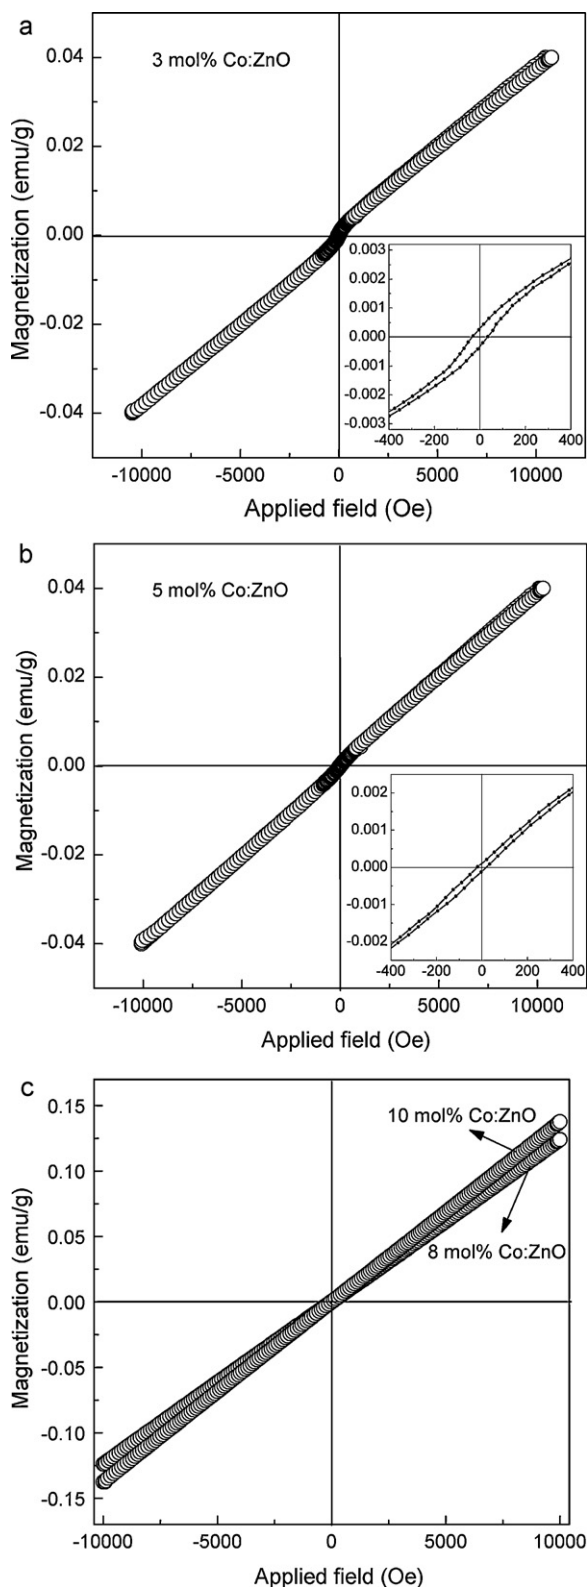 a
3 mol% Co:ZnO
0.04
0.02
0.00
-0.02
-0.04
Magnetization (emu/g)
-10000 -5000 0 5000 10000
Applied field (Oe)
0.003
0.002
0.001
0.000
-0.001
-0.002
-0.003
-400 -200 0 200 400
b
5 mol% Co:ZnO
0.04
0.02
0.00
-0.02
-0.04
Magnetization (emu/g)
-10000 -5000 0 5000 10000
Applied field (Oe)
0.002
0.001
0.000
-0.001
-0.002
-400 -200 0 200 400
c
0.15
0.10
0.05
0.00
-0.05
-0.10
-0.15
Magnetization (emu/g)
10 mol% Co:ZnO
8 mol% Co:ZnO
-10000 -5000 0 5000 10000
Applied field (Oe)